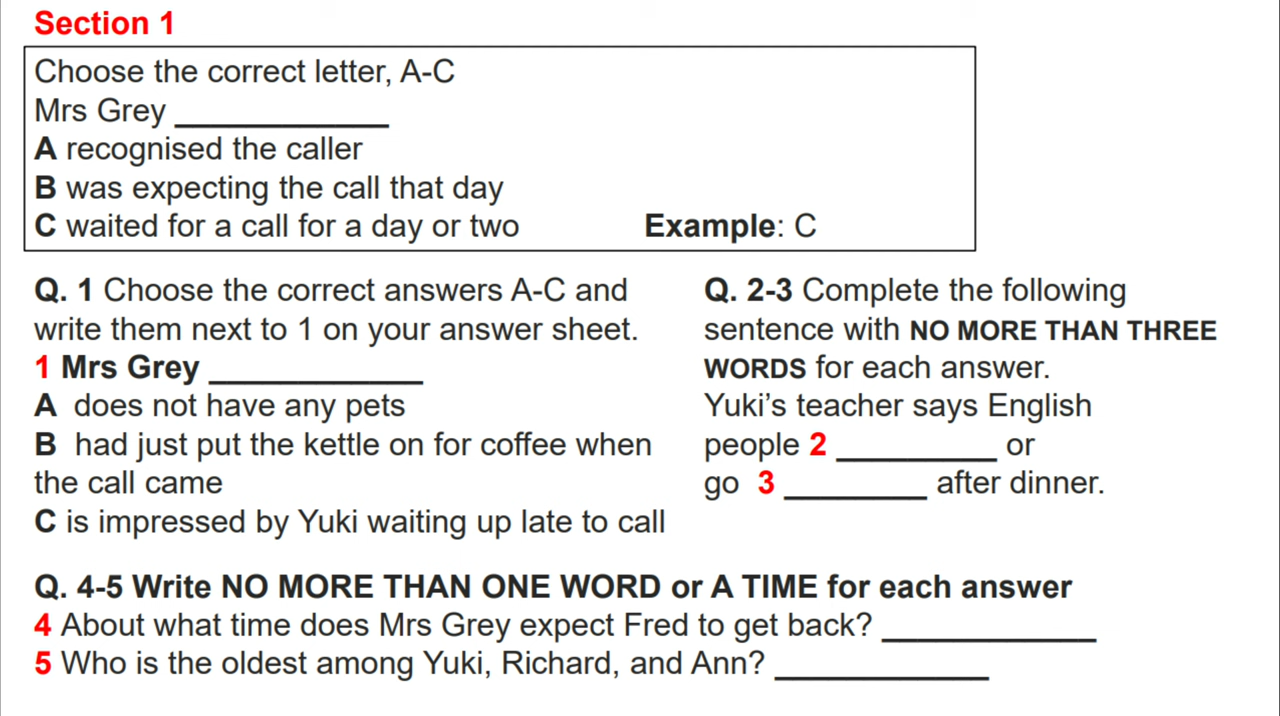 Section 1
Choose the correct letter, A-C
Mrs Grey ____________
A recognised the caller
B was expecting the call that day
C waited for a call for a day or two Example: C
Q. 1 Choose the correct answers A-C and
write them next to 1 on your answer sheet.
1 Mrs Grey ____________
A does not have any pets
B had just put the kettle on for coffee when
the call came
C is impressed by Yuki waiting up late to call
Q. 2-3 Complete the following
sentence with NO MORE THAN THREE
WORDS for each answer.
Yuki’s teacher says English
people 2 _________ or
go 3 ________ after dinner.
Q. 4-5 Write NO MORE THAN ONE WORD or A TIME for each answer
4 About what time does Mrs Grey expect Fred to get back? ____________
5 Who is the oldest among Yuki, Richard, and Ann? ____________